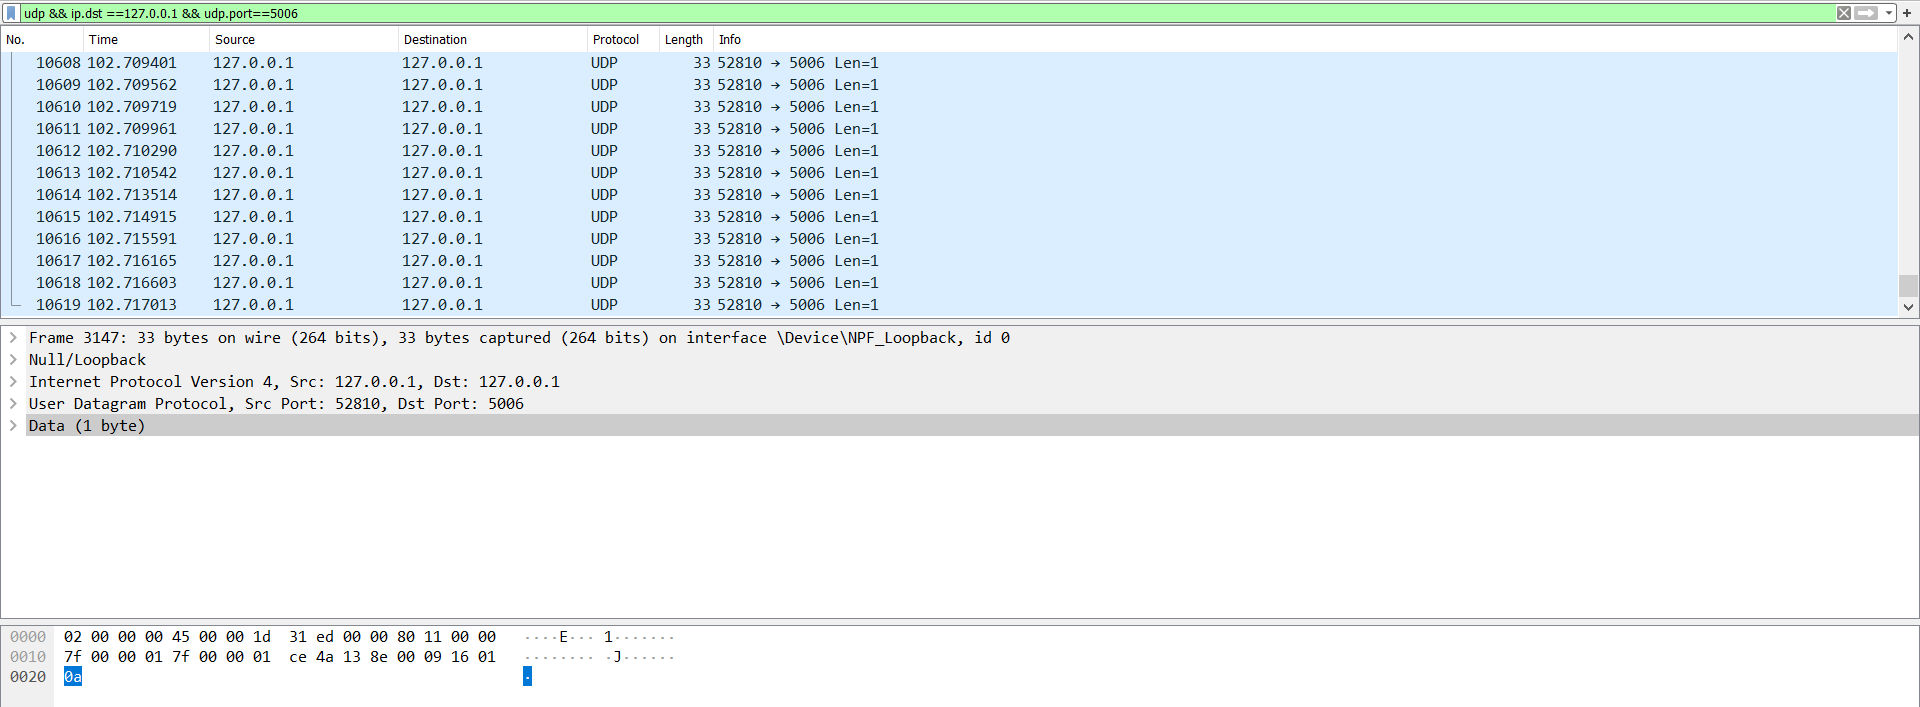 udp && ip.dst ==127.0.0.1 && udp.port==5006
No. Time Source Destination Protocol Length Info
10608 102.709401 127.0.0.1 127.0.0.1 UDP 33 52810 → 5006 Len=1
10609 102.709562 127.0.0.1 127.0.0.1 UDP 33 52810 → 5006 Len=1
10610 102.709719 127.0.0.1 127.0.0.1 UDP 33 52810 → 5006 Len=1
10611 102.709961 127.0.0.1 127.0.0.1 UDP 33 52810 → 5006 Len=1
10612 102.710290 127.0.0.1 127.0.0.1 UDP 33 52810 → 5006 Len=1
10613 102.710542 127.0.0.1 127.0.0.1 UDP 33 52810 → 5006 Len=1
10614 102.713514 127.0.0.1 127.0.0.1 UDP 33 52810 → 5006 Len=1
10615 102.714915 127.0.0.1 127.0.0.1 UDP 33 52810 → 5006 Len=1
10616 102.715591 127.0.0.1 127.0.0.1 UDP 33 52810 → 5006 Len=1
10617 102.716165 127.0.0.1 127.0.0.1 UDP 33 52810 → 5006 Len=1
10618 102.716603 127.0.0.1 127.0.0.1 UDP 33 52810 → 5006 Len=1
10619 102.717013 127.0.0.1 127.0.0.1 UDP 33 52810 → 5006 Len=1
Frame 3147: 33 bytes on wire (264 bits), 33 bytes captured (264 bits) on interface \Device\NPF_Loopback, id 0
Null/Loopback
Internet Protocol Version 4, Src: 127.0.0.1, Dst: 127.0.0.1
User Datagram Protocol, Src Port: 52810, Dst Port: 5006
Data (1 byte)
0000 02 00 00 00 45 00 00 1d 31 ed 00 00 80 11 00 00 ····E··· 1·······
0010 7f 00 00 01 7f 00 00 01 ce 4a 13 8e 00 09 16 01 ········ ·J······
0020 0a ·